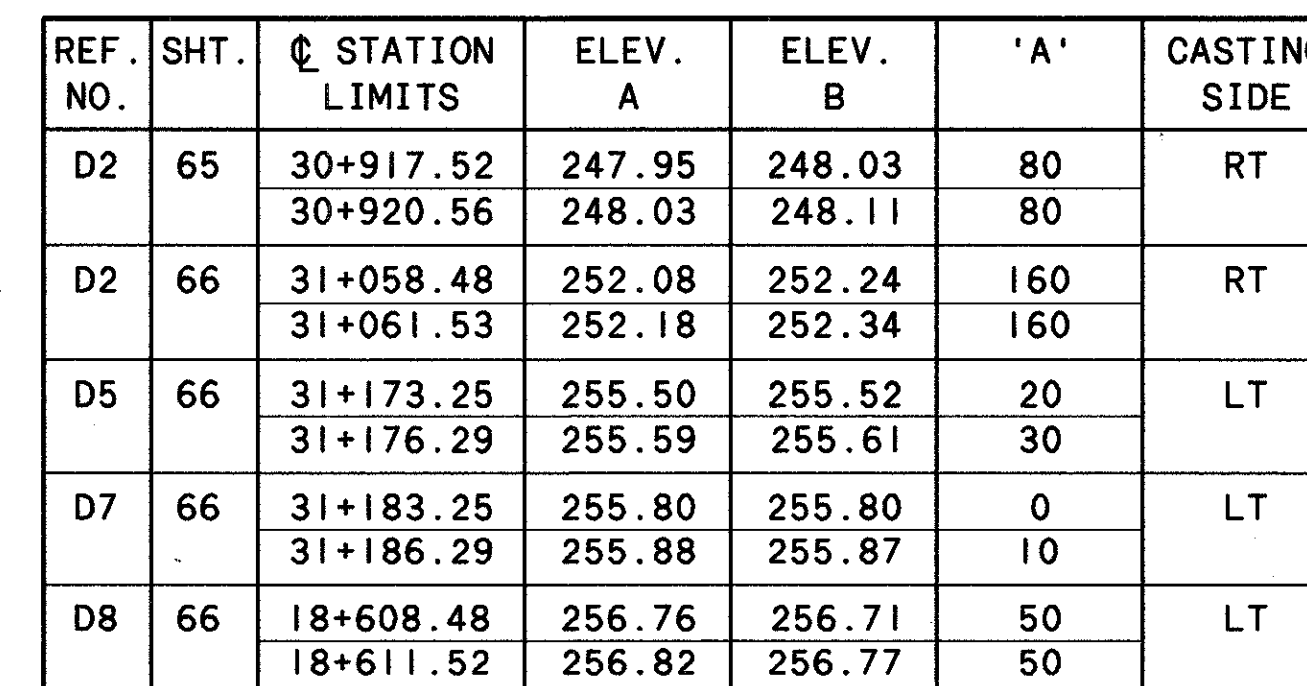 REF. SHT. ℄ STATION ELEV. ELEV. 'A' CASTING
NO. LIMITS A B SIDE
D2 65 30+917.52 247.95 248.03 80 RT
30+920.56 248.03 248.11 80
D2 66 31+058.48 252.08 252.24 160 RT
31+061.53 252.18 252.34 160
D5 66 31+173.25 255.50 255.52 20 LT
31+176.29 255.59 255.61 30
D7 66 31+183.25 255.80 255.80 0 LT
31+186.29 255.88 255.87 10
D8 66 18+608.48 256.76 256.71 50 LT
18+611.52 256.82 256.77 50